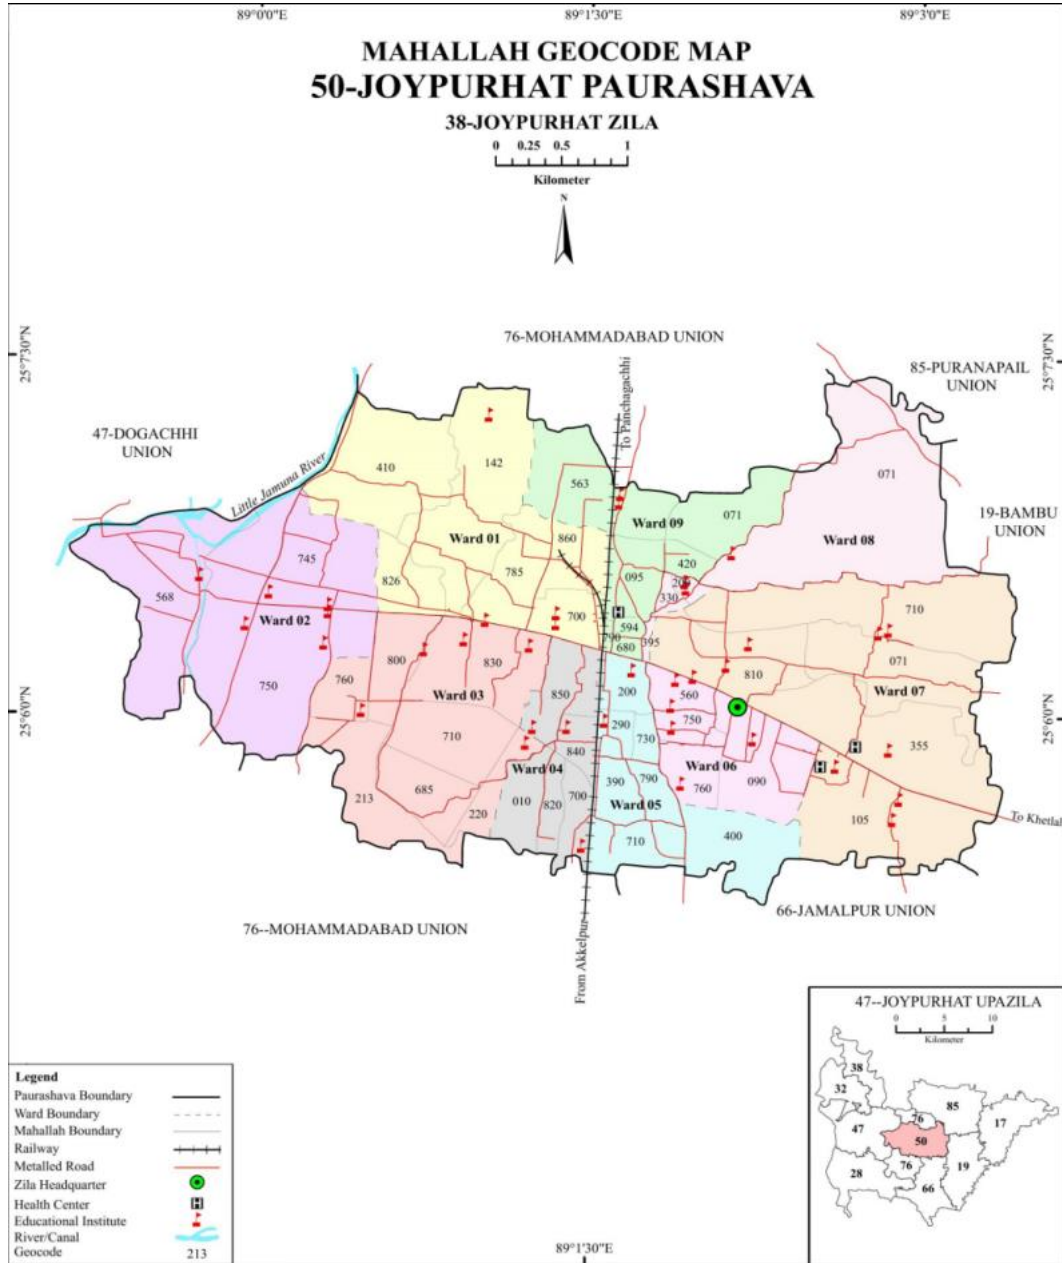 89°0'0"E
89°1'30"E
89°3'0"E
MAHALLAH GEOCODE MAP
50-JOYPURHAT PAURASHAVA
38-JOYPURHAT ZILA
0 0.25 0.5 1
Kilometer
N
25°7'30"N
25°7'30"N
76-MOHAMMADABAD UNION
85-PURANAPAIL
UNION
47-DOGACHHI
UNION
To Panchagachhi
Little Jamuna River
410
142
563
071
071
19-BAMBU
UNION
Ward 09
Ward 01
860
Ward 08
745
785
420
826
095
568
330
700
594
710
Ward 02
790
680
395
071
800
830
810
760
Ward 03
850
200
560
Ward 07
750
290
750
25°6'0"N
25°6'0"N
710
840
730
355
Ward 04
Ward 06
685
390
790
090
213
010
820
700
Ward 05
760
220
105
To Khetlal
710
400
66-JAMALPUR UNION
76--MOHAMMADABAD UNION
From Akkelpur
47--JOYPURHAT UPAZILA
0 5 10
Kilometer
38
32
85
76
17
47
50
76
19
28
66
Legend
Paurashava Boundary
Ward Boundary
Mahallah Boundary
Railway
Metalled Road
Zila Headquarter
Health Center
H
Educational Institute
River/Canal
Geocode 213
89°1'30"E